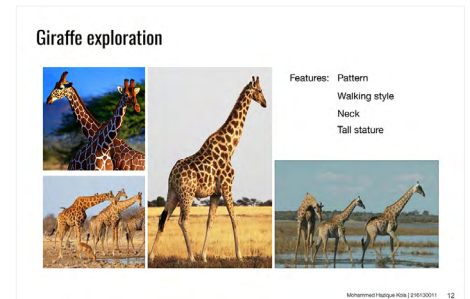 Giraffe exploration
Features: Pattern
Walking style
Neck
Tall stature
Mohammed Hazique Kola | 216130011 12